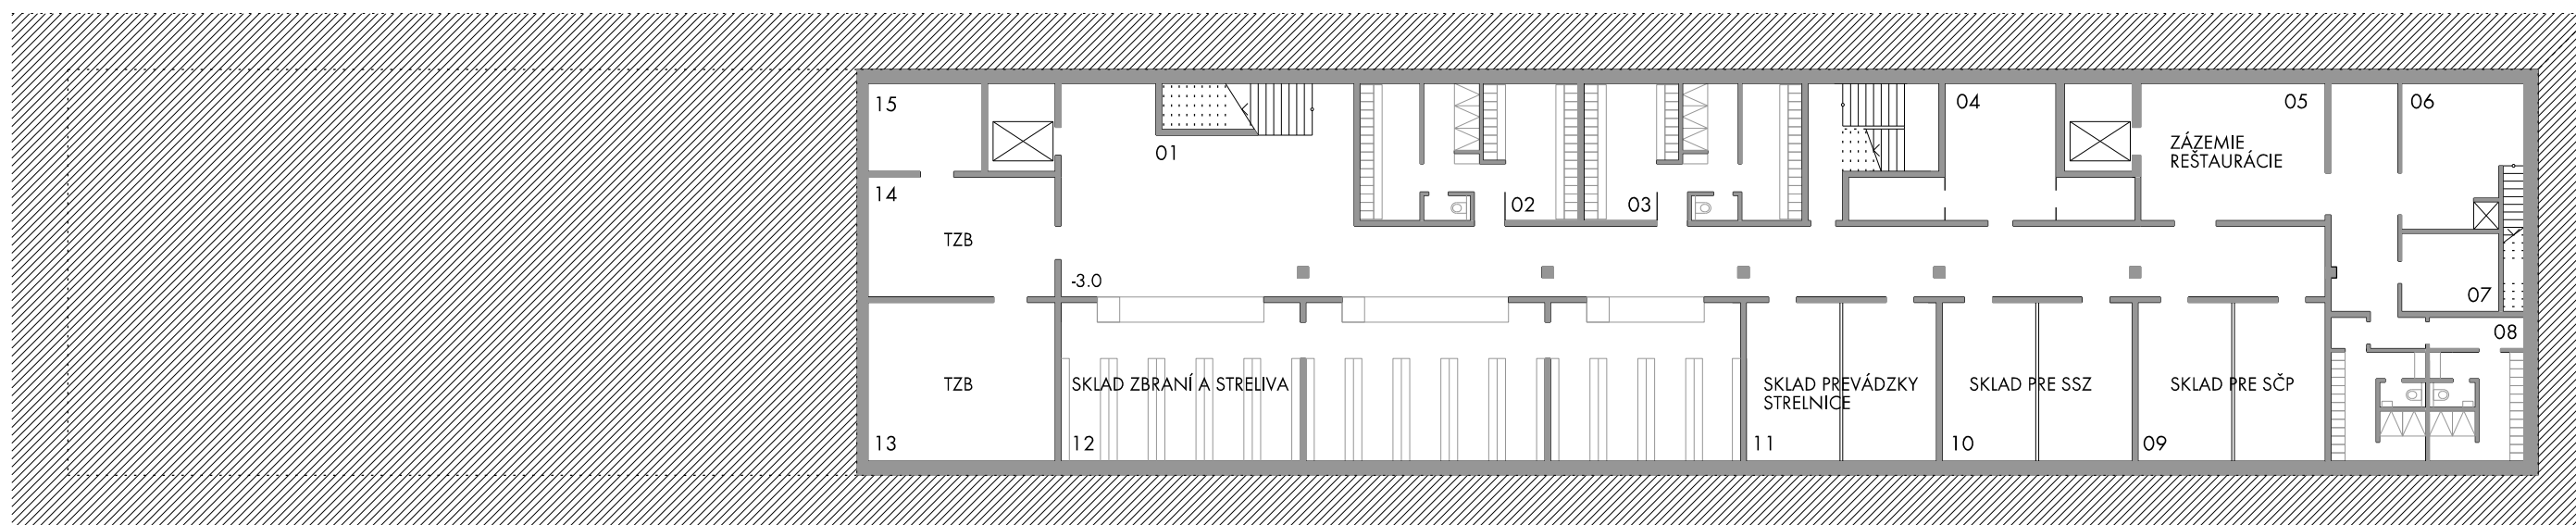 15
04
05
06
ZÁZEMIE
REŠTAURÁCIE
01
14
02
03
TZB
-3.0
07
08
TZB
SKLAD ZBRANÍ A STRELIVA
SKLAD PREVÁDZKY
STRELNICE
SKLAD PRE SSZ
SKLAD PRE SČP
13
12
11
10
09